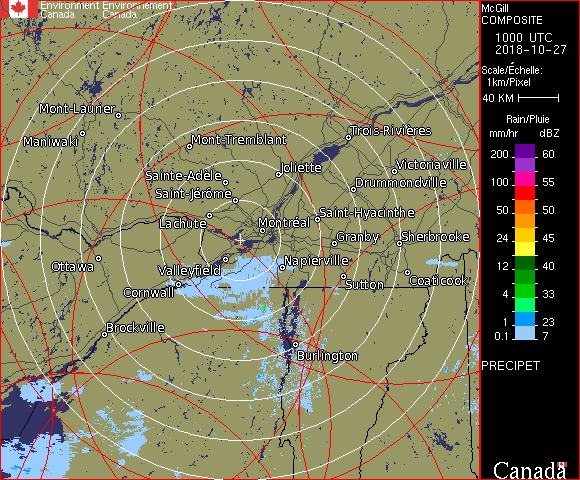 Environment Environnement
Canada Canada
Mont-Laurier
Maniwaki
Mont-Tremblant
Trois-Rivières
Sainte-Adèle
Joliette
Victoriaville
Saint-Jérôme
Drummondville
Lachute
Montréal
Saint-Hyacinthe
Granby
Sherbrooke
Ottawa
Valleyfield
Napierville
Cornwall
Sutton
Coaticook
Brockville
Burlington
McGill
COMPOSITE
1000 UTC
2018-10-27
Scale/Échelle:
1km/Pixel
40 KM
Rain/Pluie
mm/hr dBZ
200 60
150 57
100 55
50 50
24 45
12 40
4 33
1 23
0.1 7
PRECIPET
Canada